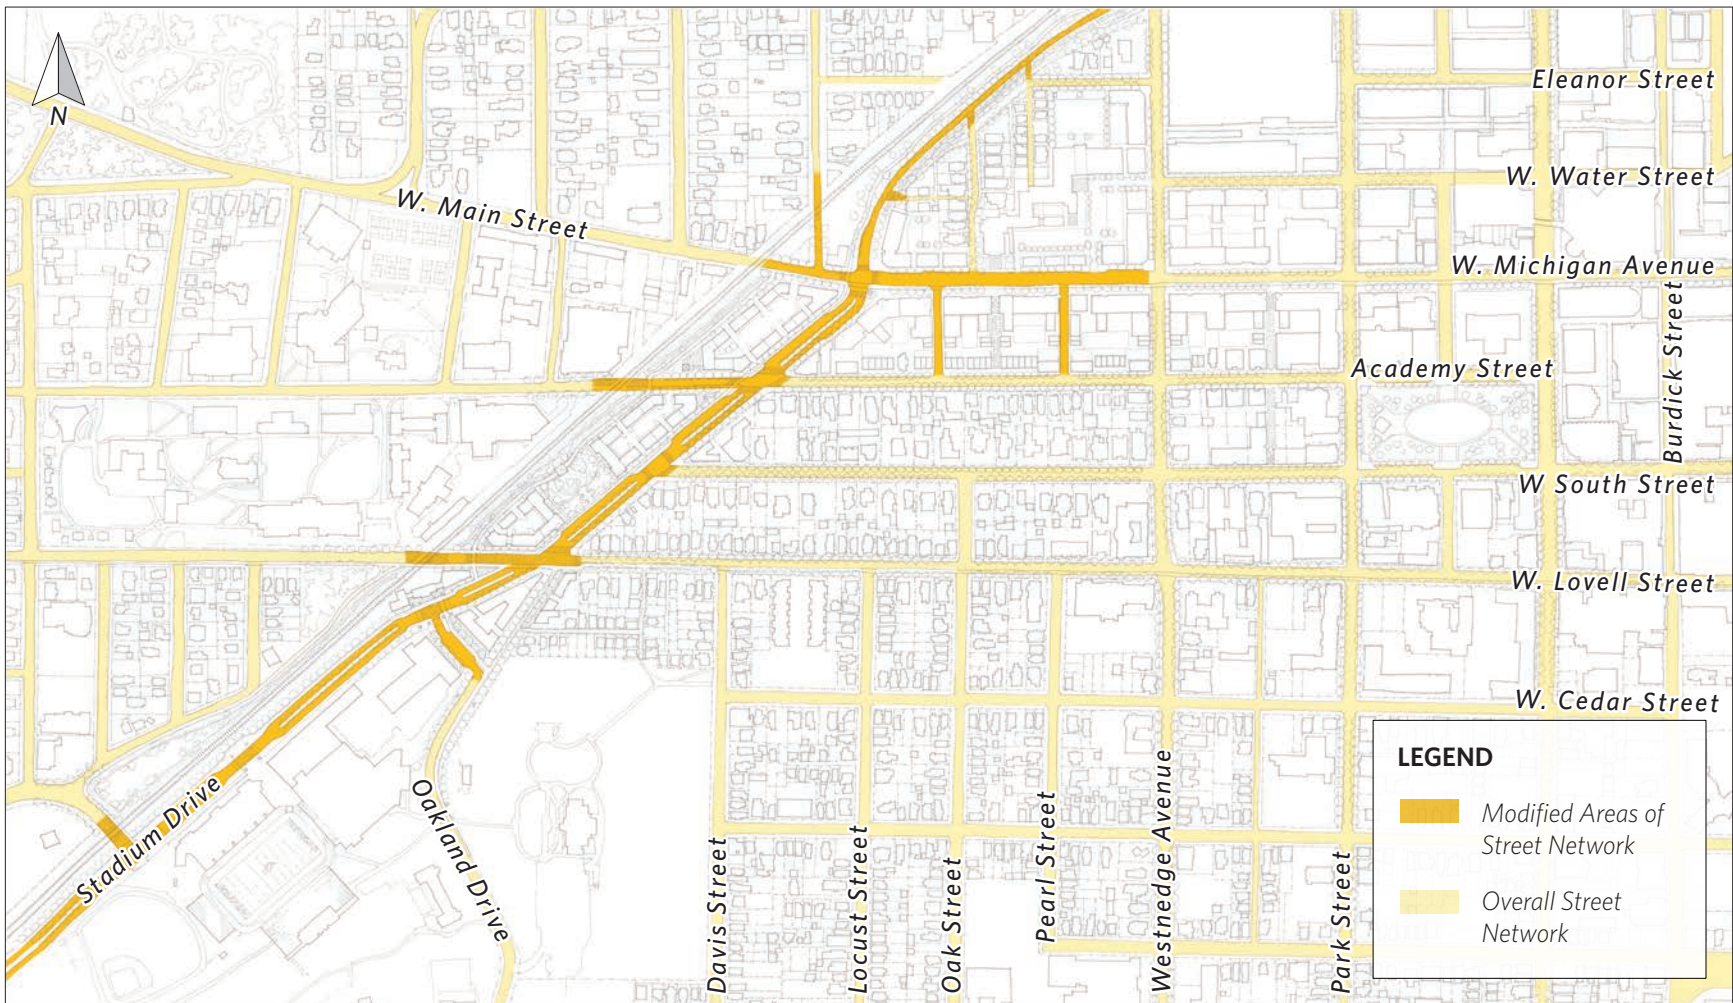 N
Eleanor Street
W. Water Street
W. Main Street
W. Michigan Avenue
Burdick Street
Academy Street
W South Street
W. Lovell Street
W. Cedar Street
Stadium Drive
Oakland Drive
Davis Street
Locust Street
Oak Street
Pearl Street
Westnedge Avenue
Park Street
LEGEND
Modified Areas of
Street Network
Overall Street
Network